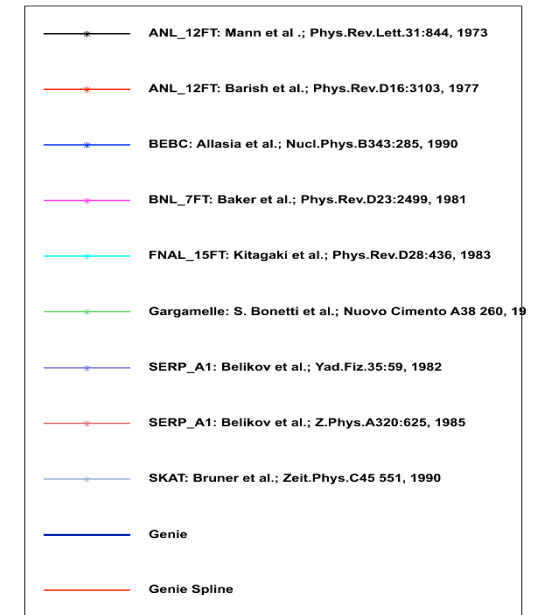 ANL_12FT: Mann et al .; Phys.Rev.Lett.31:844, 1973
ANL_12FT: Barish et al.; Phys.Rev.D16:3103, 1977
BEBC: Allasia et al.; Nucl.Phys.B343:285, 1990
BNL_7FT: Baker et al.; Phys.Rev.D23:2499, 1981
FNAL_15FT: Kitagaki et al.; Phys.Rev.D28:436, 1983
Gargamelle: S. Bonetti et al.; Nuovo Cimento A38 260, 19
SERP_A1: Belikov et al.; Yad.Fiz.35:59, 1982
SERP_A1: Belikov et al.; Z.Phys.A320:625, 1985
SKAT: Bruner et al.; Zeit.Phys.C45 551, 1990
Genie
Genie Spline